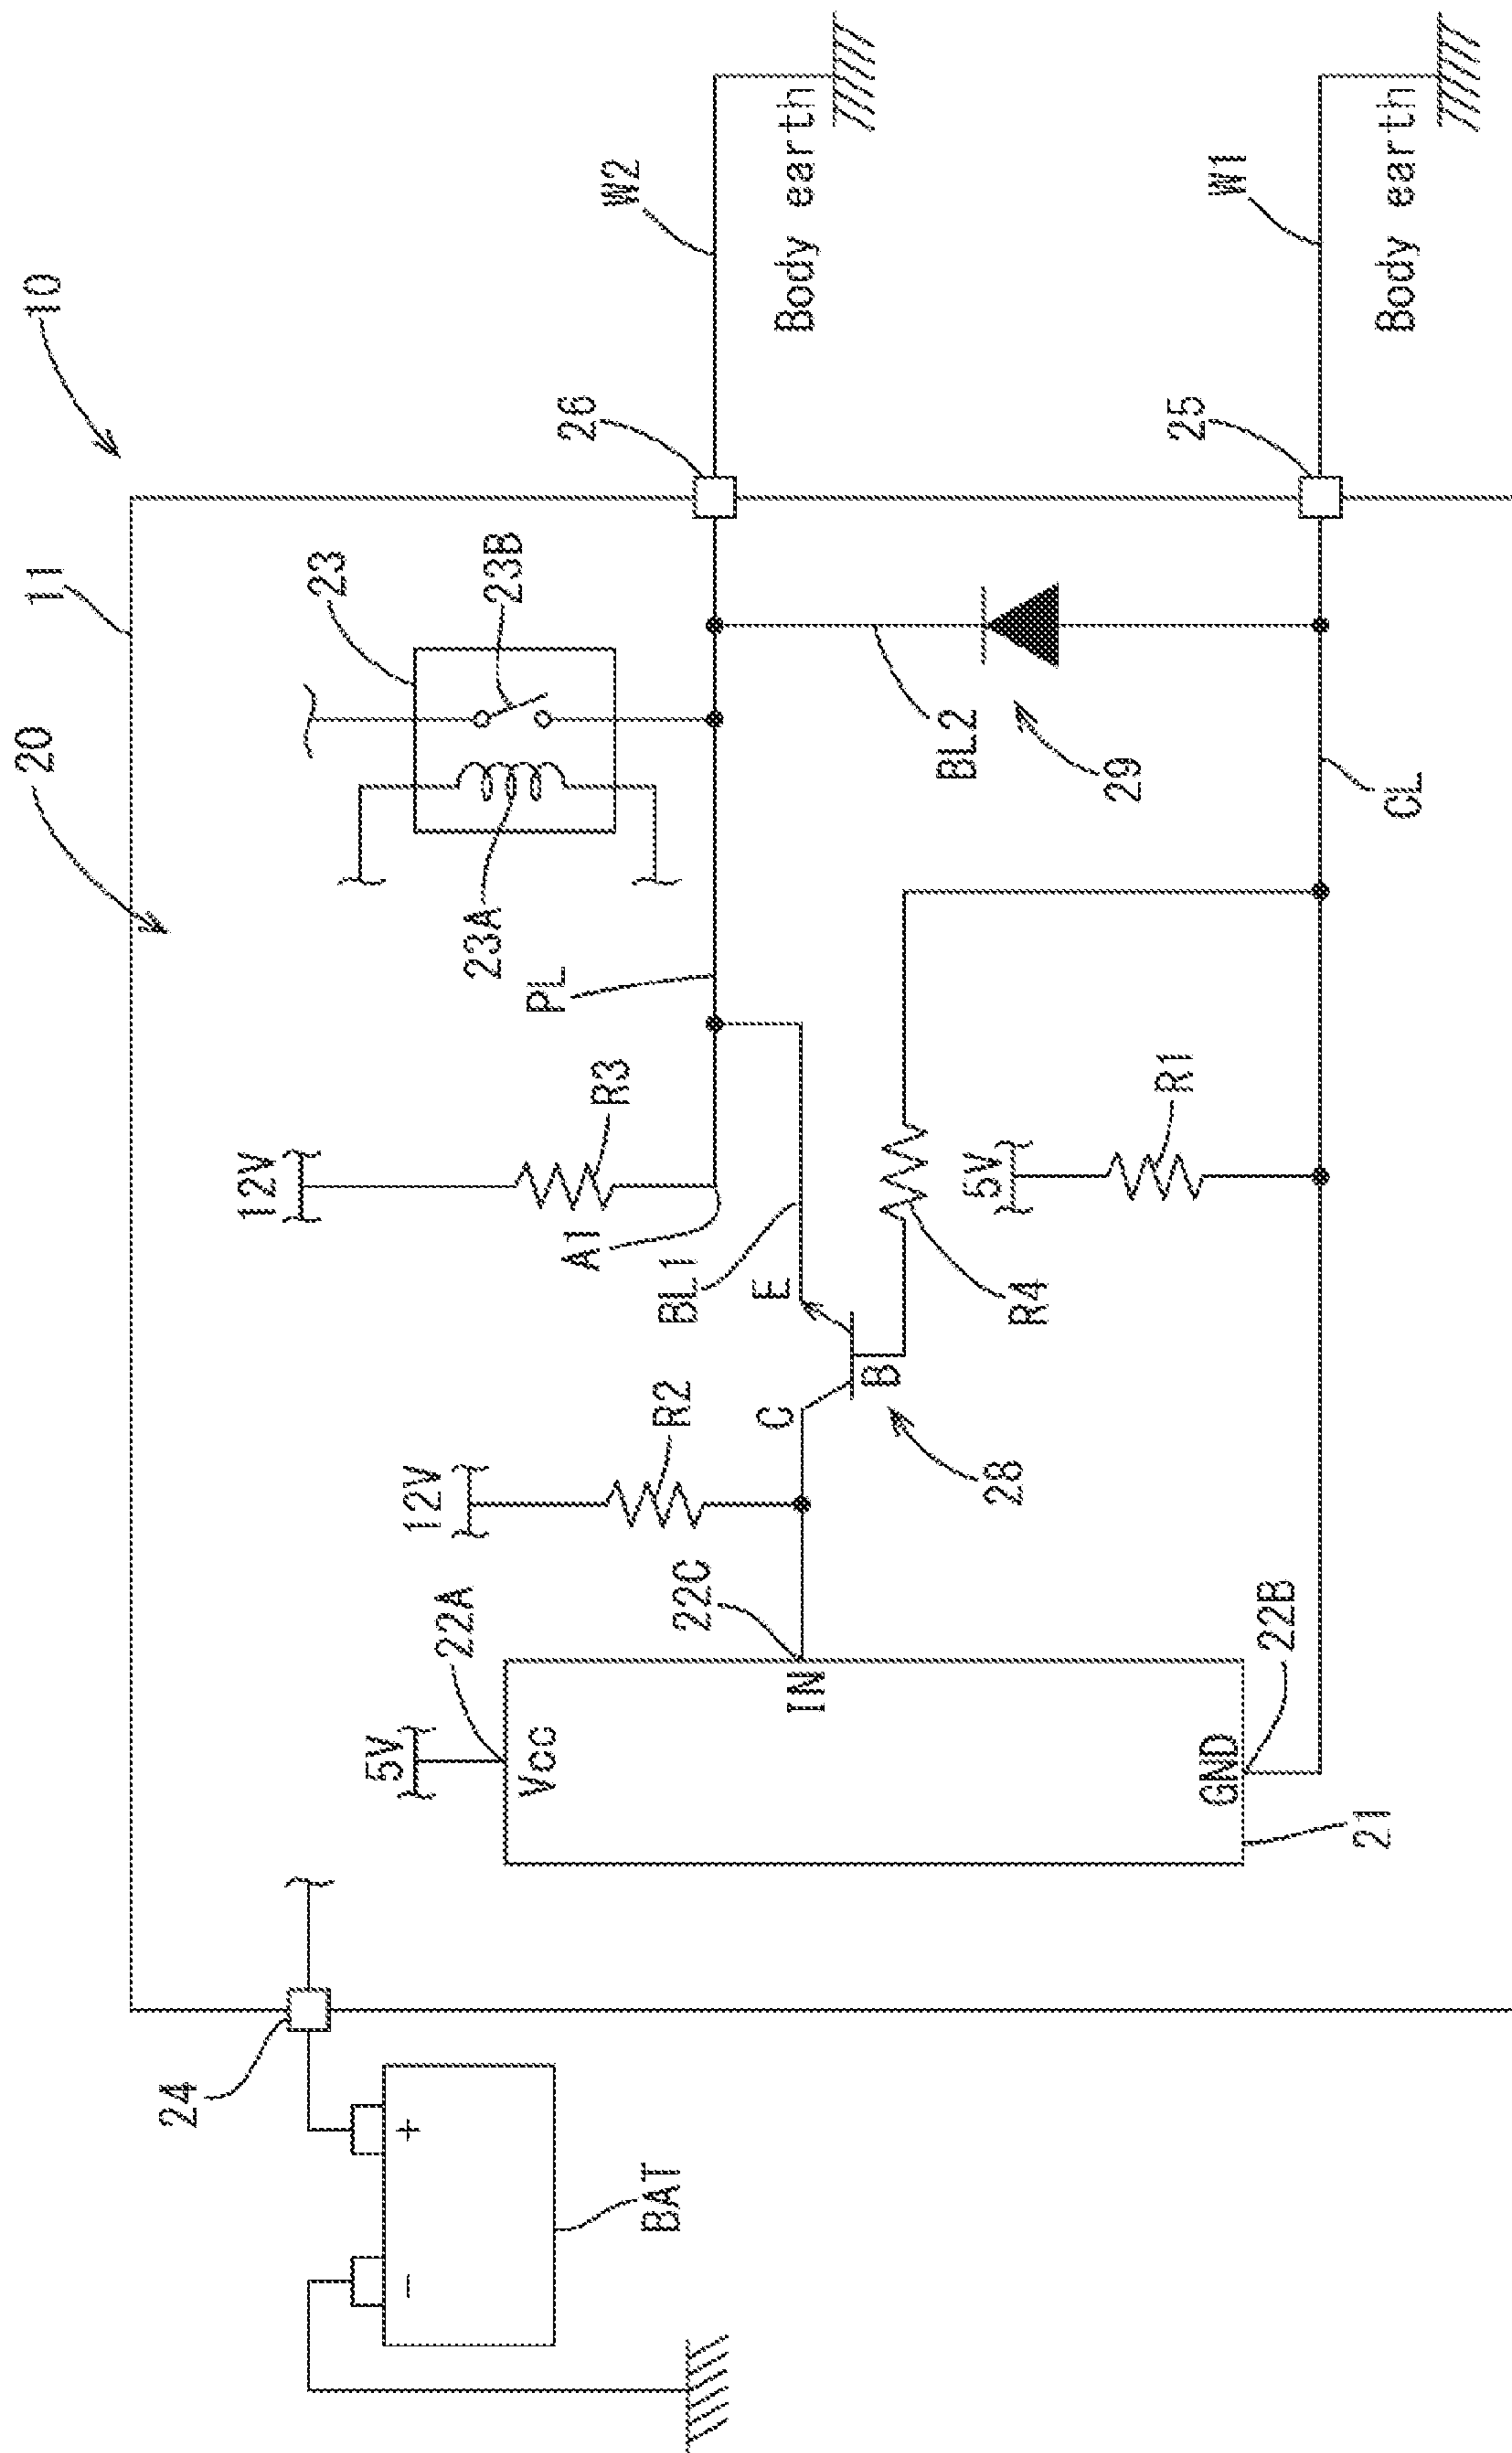 10
11
20
24
BAT
+
-
5V
22A
Vcc
IN
22C
GND
22B
21
12V
R2
C
B
E
28
12V
R3
A1
BL1
R4
5V
R1
PL
23
23A
23B
BL2
29
CL
26
25
W2
Body earth
W1
Body earth